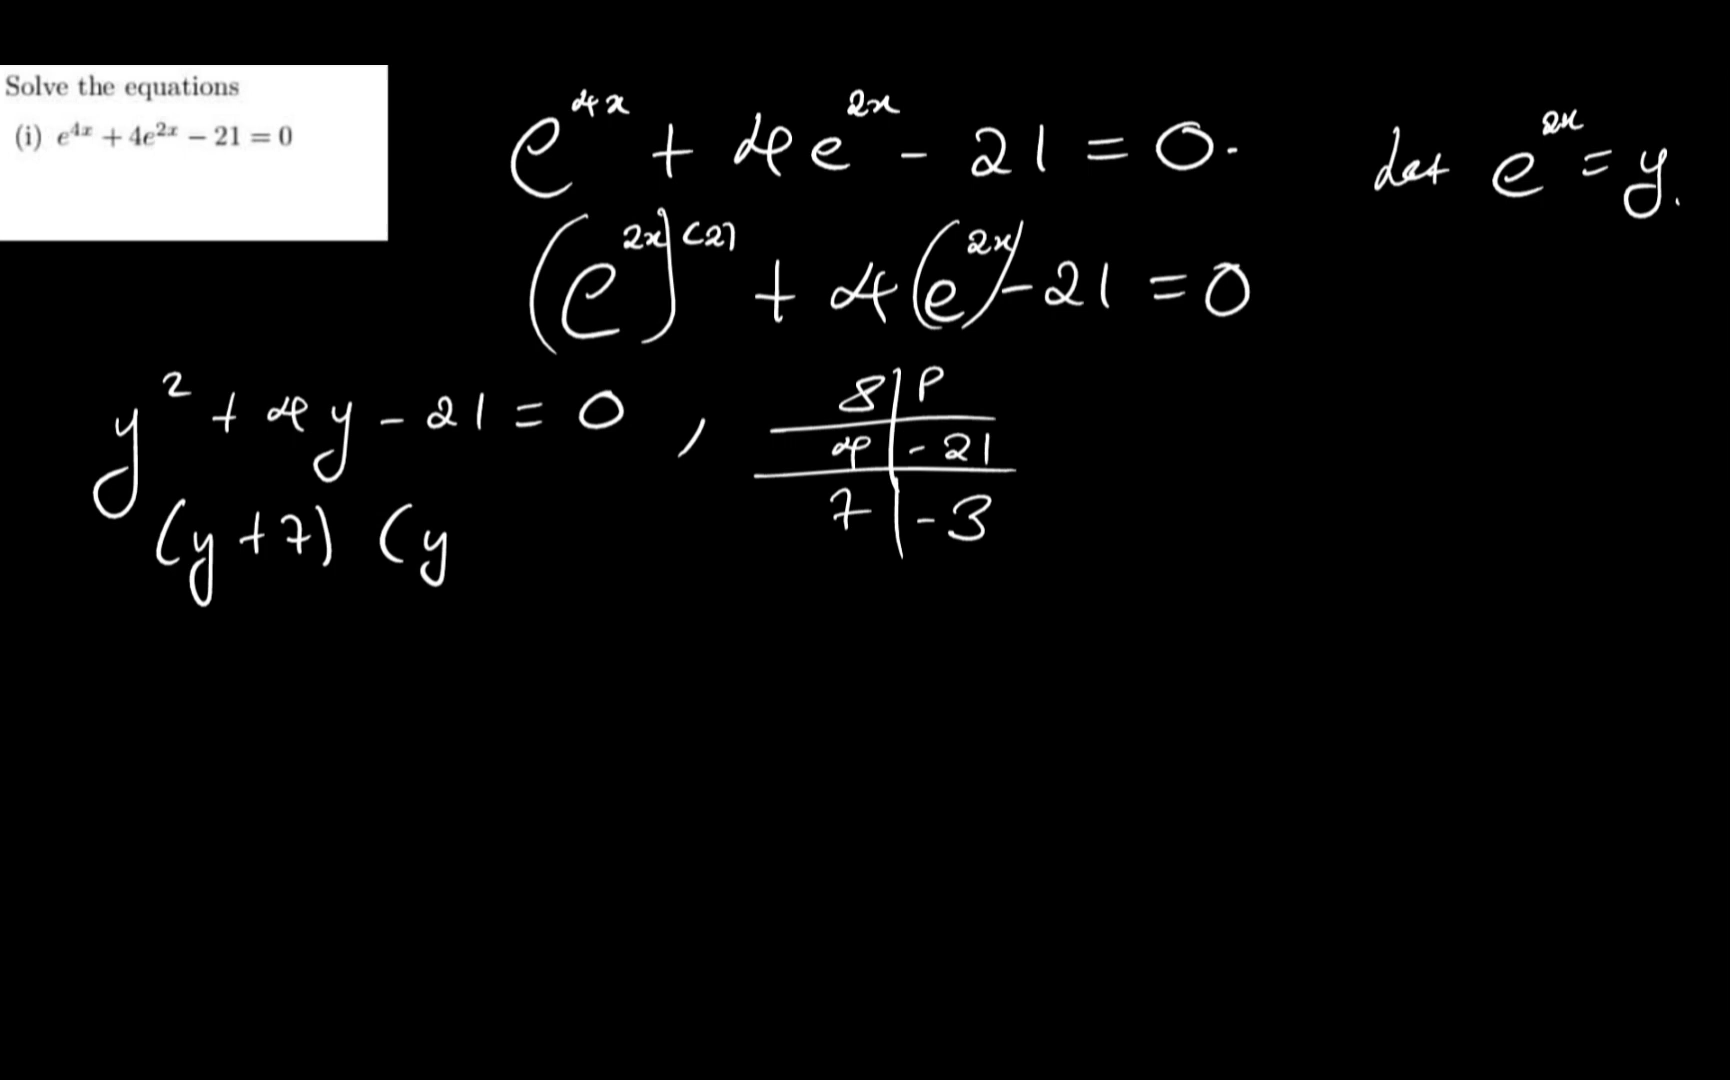 Solve the equations
(i) e^{4x} + 4e^{2x} − 21 = 0
e^{4x} + 4e^{2x} - 21 = 0. let e^{2x} = y.
(e^{2x})^{(2)} + 4(e^{2x}) - 21 = 0
y^2 + 4y - 21 = 0 ,
S | P
4 | - 21
7 | - 3
(y + 7) (y